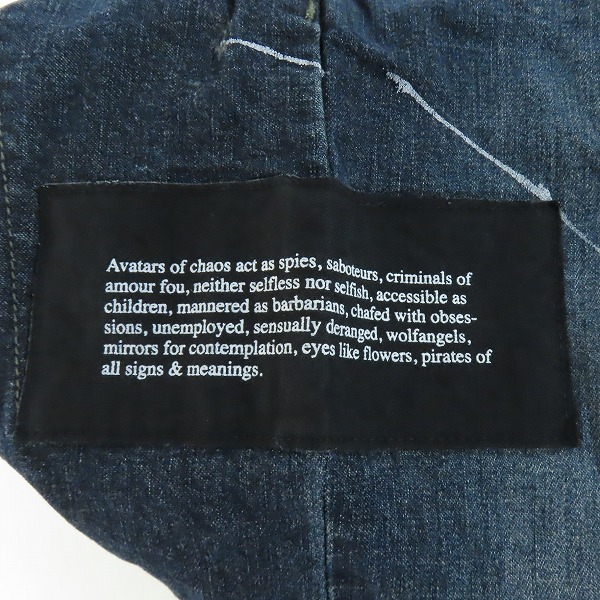 Avatars of chaos act as spies, saboteurs, criminals of
amour fou, neither selfless nor selfish, accessible as
children, mannered as barbarians, chafed with obses-
sions, unemployed, sensually deranged, wolfangels,
mirrors for contemplation, eyes like flowers, pirates of
all signs & meanings.